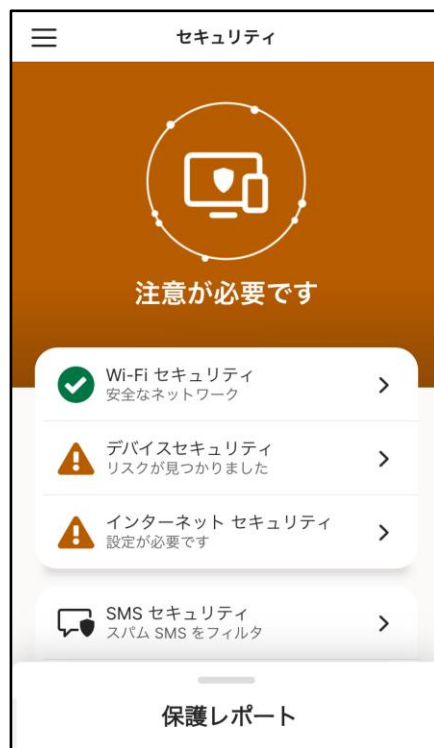 セキュリティ
注意が必要です
Wi-Fi セキュリティ
安全なネットワーク
デバイスセキュリティ
リスクが見つかりました
インターネット セキュリティ
設定が必要です
SMS セキュリティ
スパム SMS をフィルタ
保護レポート